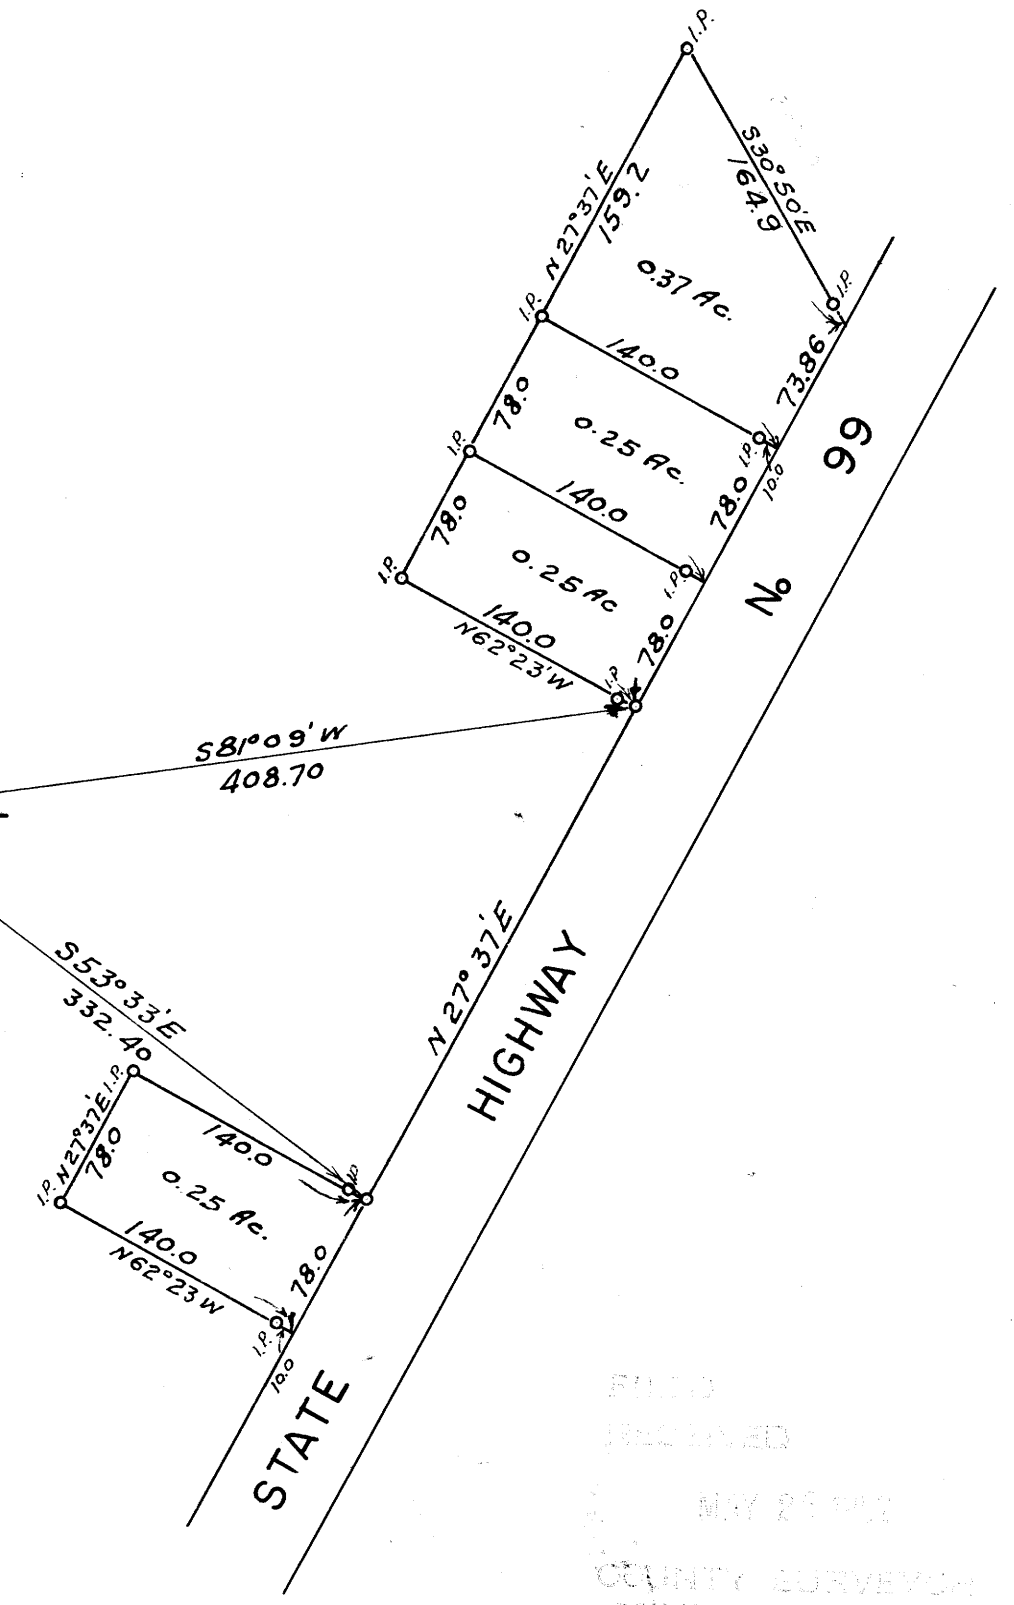 I.P.
S30°50'E
164.9
N27°37'E
159.2
0.37 Ac.
I.P.
I.P.
140.0
73.86
78.0
0.25 Ac.
I.P.
10.0
99
I.P.
140.0
78.0
78.0
0.25 Ac
I.P.
No
I.P.
140.0
N62°23'W
I.P
78.0
S81°09'W
408.70
N27°37'E
HIGHWAY
S53°33'E
332.40
I.P.
N27°37'E
78.0
140.0
0.25 Ac.
I.P.
140.0
N62°23'W
78.0
I.P.
10.0
STATE
MAY
COUNTY SURVEYOR